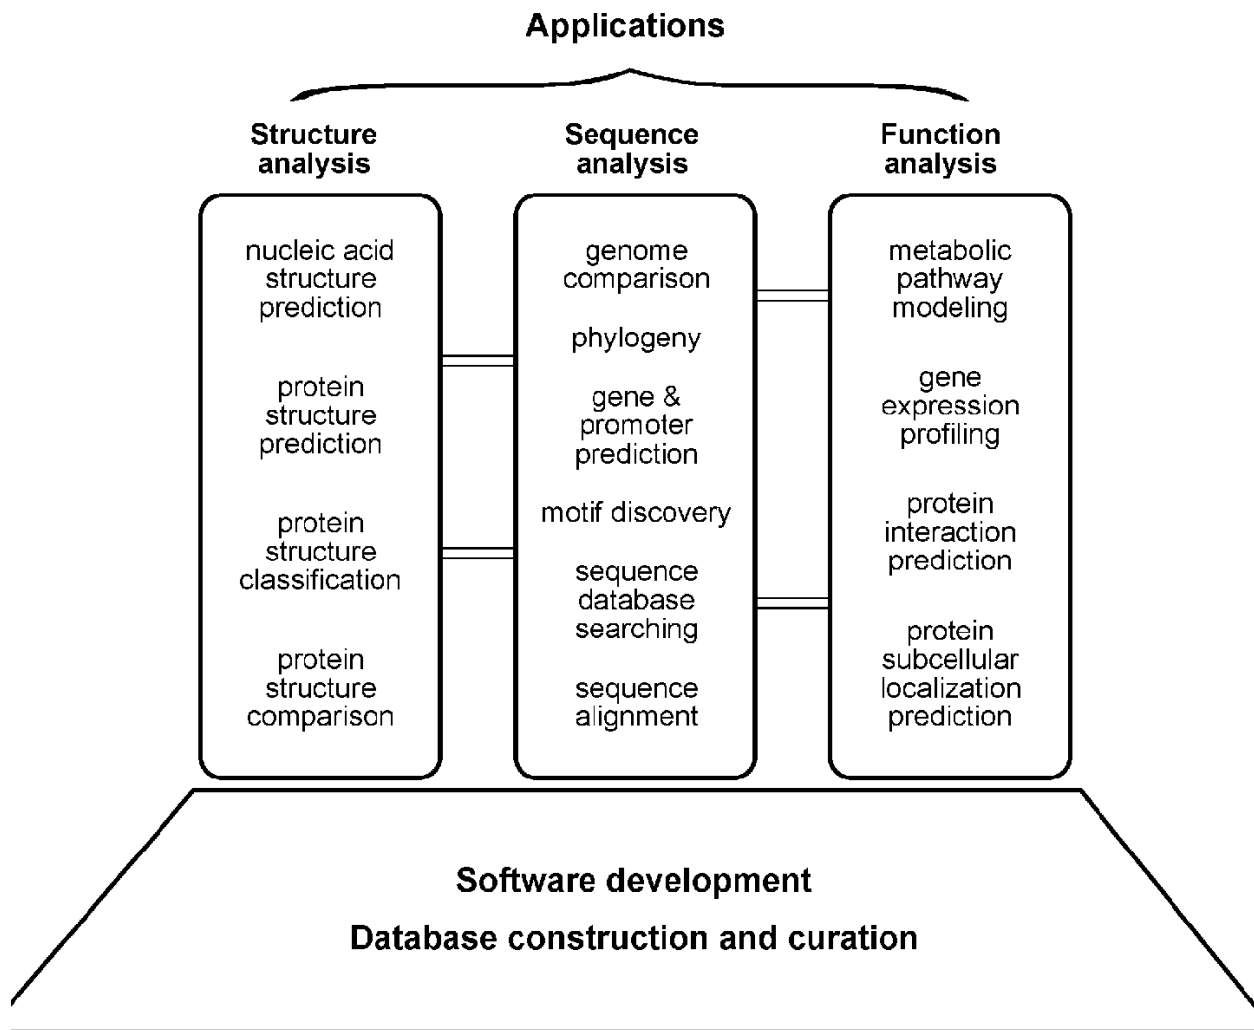 Applications
Structure
analysis
nucleic acid
structure
prediction
protein
structure
prediction
protein
structure
classification
protein
structure
comparison
Sequence
analysis
genome
comparison
phylogeny
gene &
promoter
prediction
motif discovery
sequence
database
searching
sequence
alignment
Function
analysis
metabolic
pathway
modeling
gene
expression
profiling
protein
interaction
prediction
protein
subcellular
localization
prediction
Software development
Database construction and curation